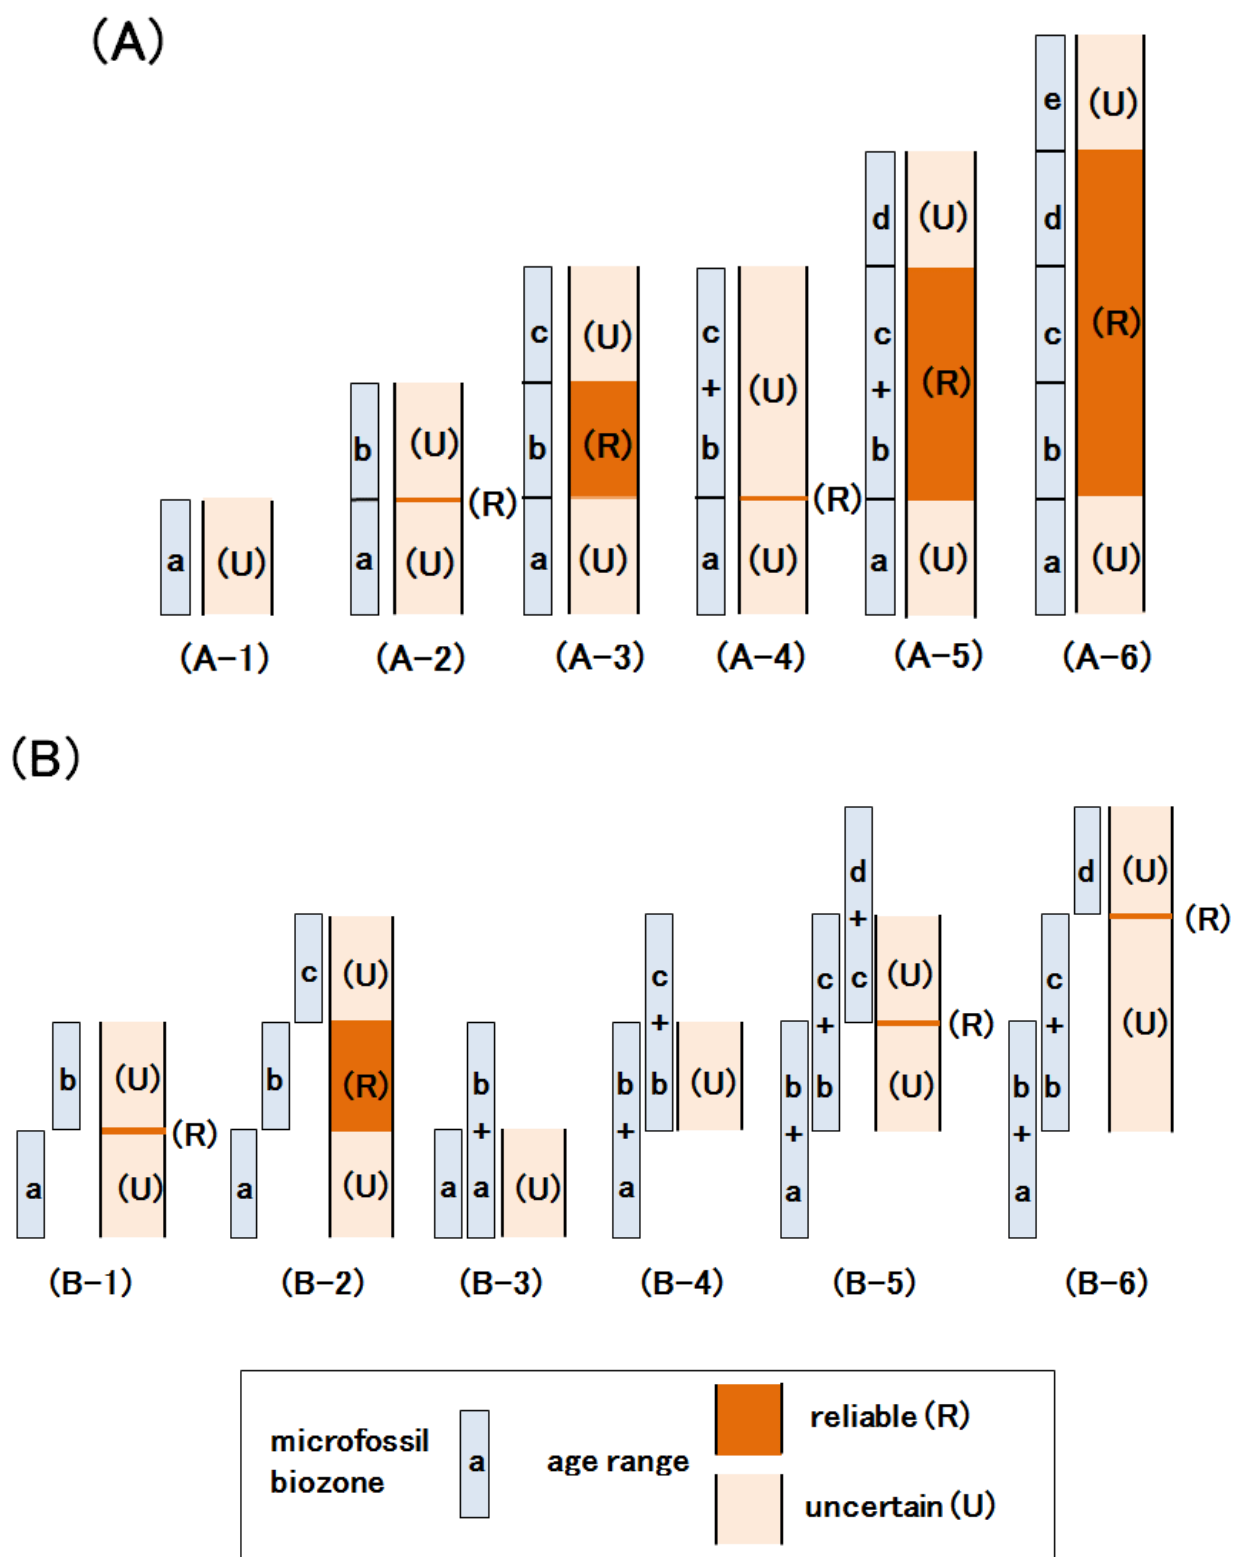 (A)
e
(U)
d
(U)
d
c
(U)
c
(U)
c
+
(U)
c
+
(R)
c
(R)
b
(U)
b
(R)
b
b
b
a
(U)
a
(U)
(R)
a
(U)
a
(U)
(R)
a
(U)
a
(U)
(A-1)
(A-2)
(A-3)
(A-4)
(A-5)
(A-6)
(B)
d
+
c
d
(U)
(R)
c
(U)
c
+
b
c
+
b
(U)
(R)
c
+
b
(U)
b
(U)
(R)
b
(R)
b
+
a
b
+
a
(U)
b
+
a
(U)
b
+
a
a
(U)
a
(U)
a
(U)
(B-1)
(B-2)
(B-3)
(B-4)
(B-5)
(B-6)
microfossil
biozone
a
age range
reliable (R)
uncertain (U)